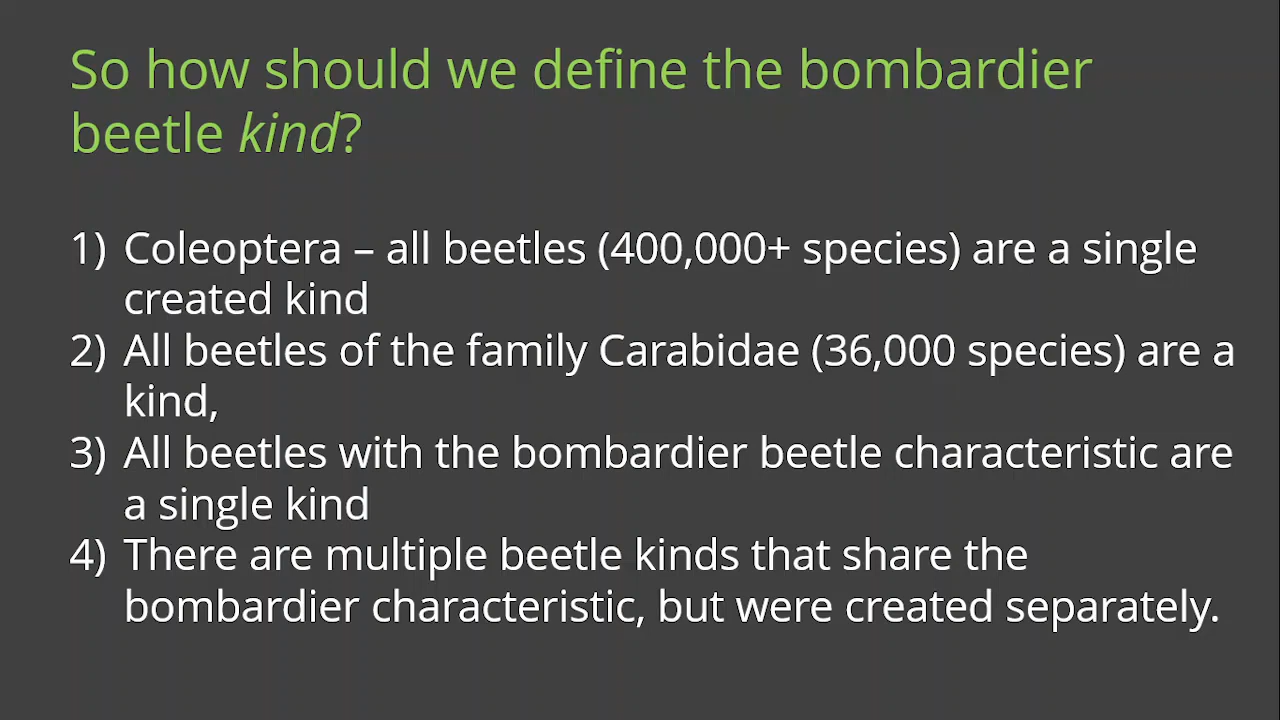 So how should we define the bombardier
beetle kind?
1) Coleoptera – all beetles (400,000+ species) are a single
created kind
2) All beetles of the family Carabidae (36,000 species) are a
kind,
3) All beetles with the bombardier beetle characteristic are
a single kind
4) There are multiple beetle kinds that share the
bombardier characteristic, but were created separately.